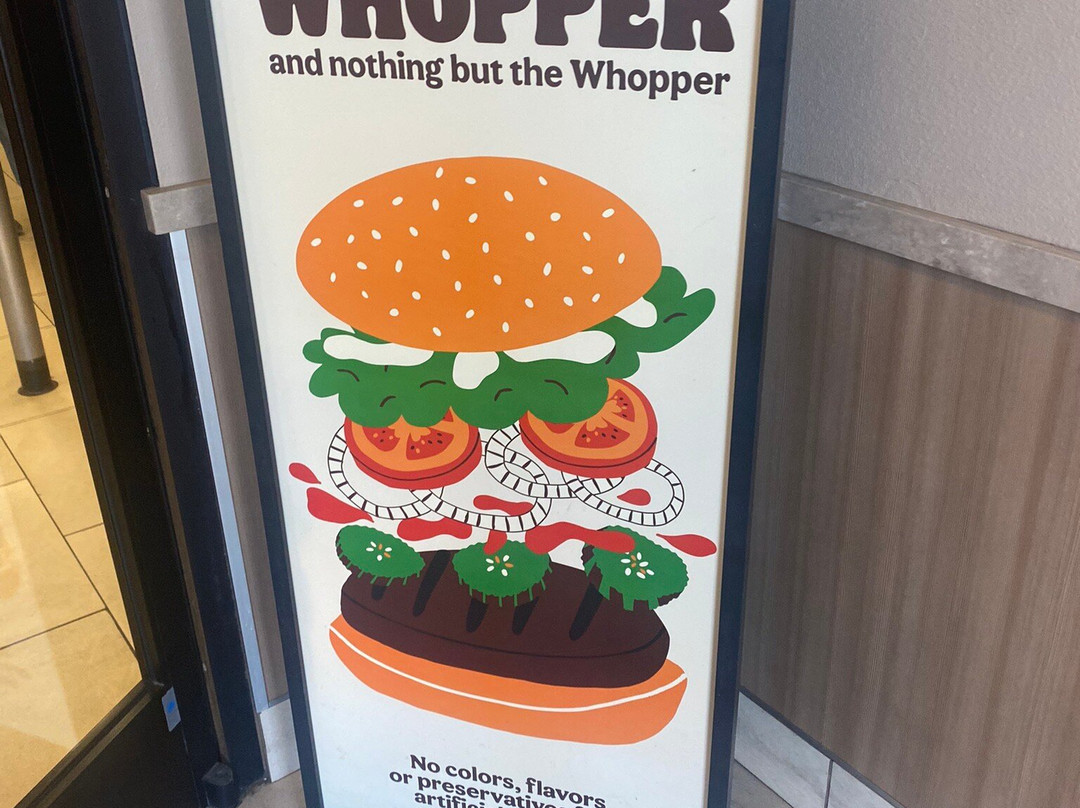 WHOPPER
and nothing but the Whopper
No colors, flavors
or preservatives